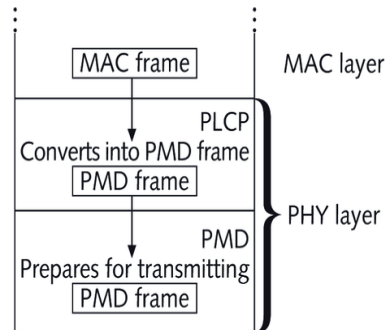 MAC frame
MAC layer
PLCP
Converts into PMD frame
PMD frame
PHY layer
PMD
Prepares for transmitting
PMD frame